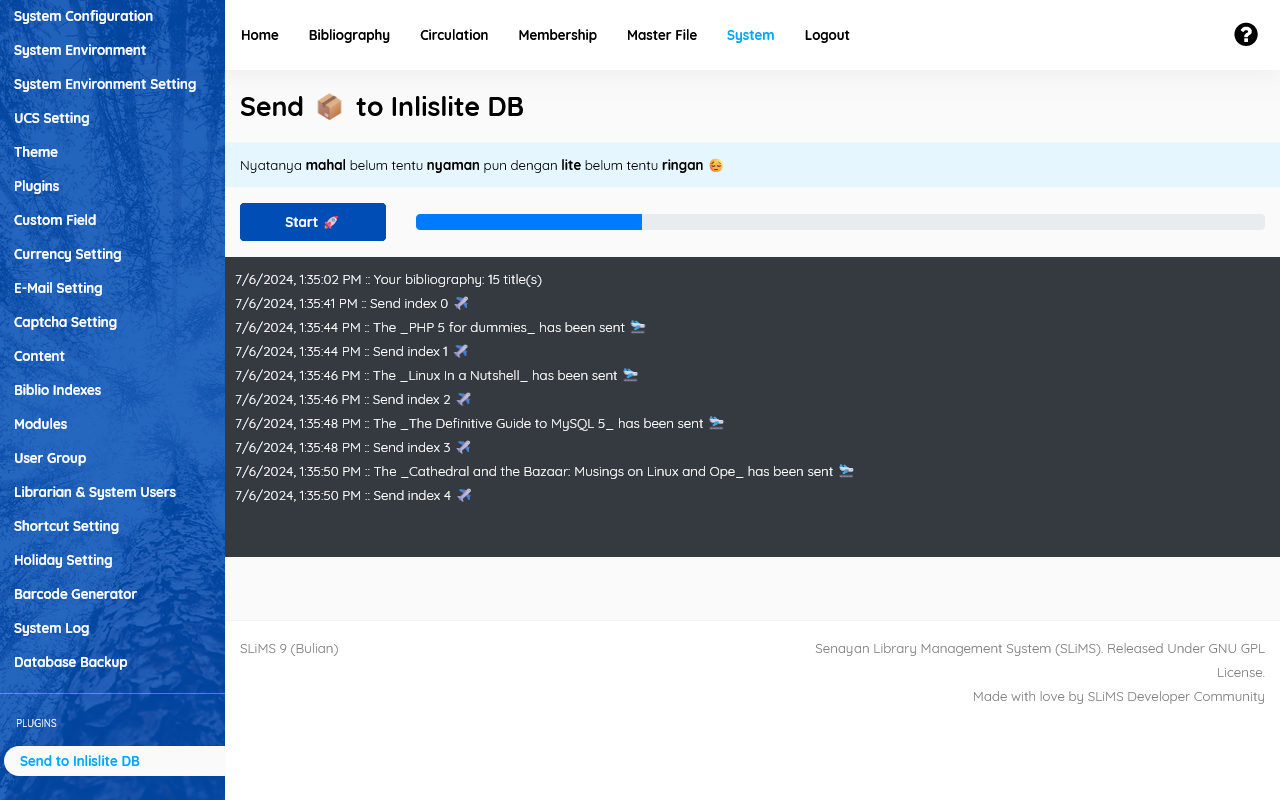 System Configuration
System Environment
System Environment Setting
UCS Setting
Theme
Plugins
Custom Field
Currency Setting
E-Mail Setting
Captcha Setting
Content
Biblio Indexes
Modules
User Group
Librarian & System Users
Shortcut Setting
Holiday Setting
Barcode Generator
System Log
Database Backup
PLUGINS
Send to Inlislite DB
Home Bibliography Circulation Membership Master File System Logout
Send 📦 to Inlislite DB
Nyatanya mahal belum tentu nyaman pun dengan lite belum tentu ringan 😌
Start 🚀
7/6/2024, 1:35:02 PM :: Your bibliography: 15 title(s)
7/6/2024, 1:35:41 PM :: Send index 0 ✈️
7/6/2024, 1:35:44 PM :: The _PHP 5 for dummies_ has been sent 🛬
7/6/2024, 1:35:44 PM :: Send index 1 ✈️
7/6/2024, 1:35:46 PM :: The _Linux In a Nutshell_ has been sent 🛬
7/6/2024, 1:35:46 PM :: Send index 2 ✈️
7/6/2024, 1:35:48 PM :: The _The Definitive Guide to MySQL 5_ has been sent 🛬
7/6/2024, 1:35:48 PM :: Send index 3 ✈️
7/6/2024, 1:35:50 PM :: The _Cathedral and the Bazaar: Musings on Linux and Ope_ has been sent 🛬
7/6/2024, 1:35:50 PM :: Send index 4 ✈️
SLiMS 9 (Bulian)
Senayan Library Management System (SLiMS). Released Under GNU GPL
License.
Made with love by SLiMS Developer Community